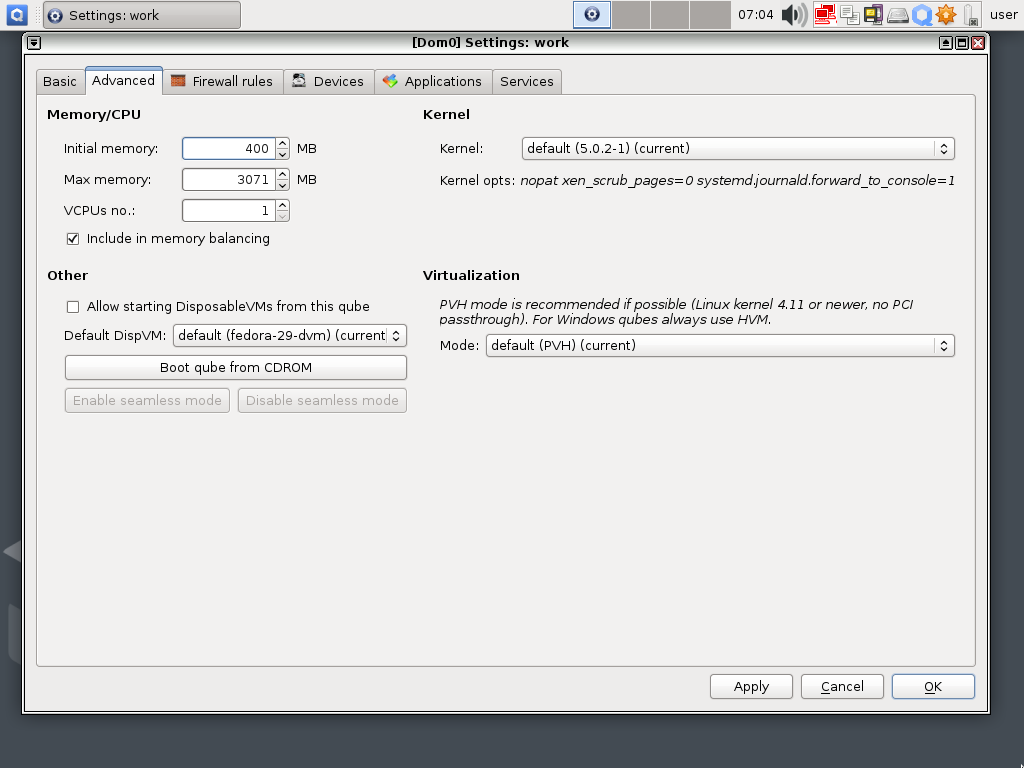 Settings: work
07:04
user
[Dom0] Settings: work
Basic
Advanced
Firewall rules
Devices
Applications
Services
Memory/CPU
Initial memory: 400 MB
Max memory: 3071 MB
VCPUs no.: 1
Include in memory balancing
Kernel
Kernel: default (5.0.2-1) (current)
Kernel opts: nopat xen_scrub_pages=0 systemd.journald.forward_to_console=1
Other
Allow starting DisposableVMs from this qube
Default DispVM: default (fedora-29-dvm) (current
Boot qube from CDROM
Enable seamless mode
Disable seamless mode
Virtualization
PVH mode is recommended if possible (Linux kernel 4.11 or newer, no PCI
passthrough). For Windows qubes always use HVM.
Mode: default (PVH) (current)
Apply
Cancel
OK